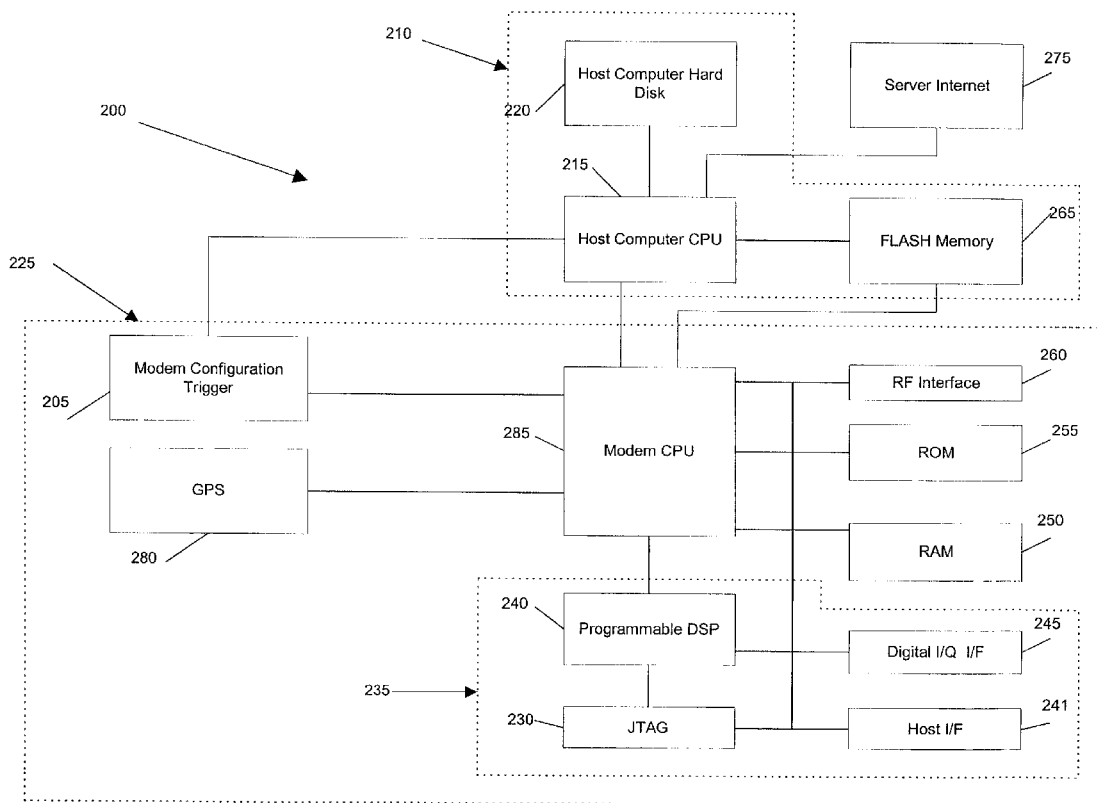 210
Host Computer Hard
Disk
220
Server Internet
275
200
215
Host Computer CPU
FLASH Memory
265
225
Modem Configuration
Trigger
205
285
Modem CPU
RF Interface
260
ROM
255
GPS
280
RAM
250
240
Programmable DSP
Digital I/Q I/F
245
235
230
JTAG
Host I/F
241